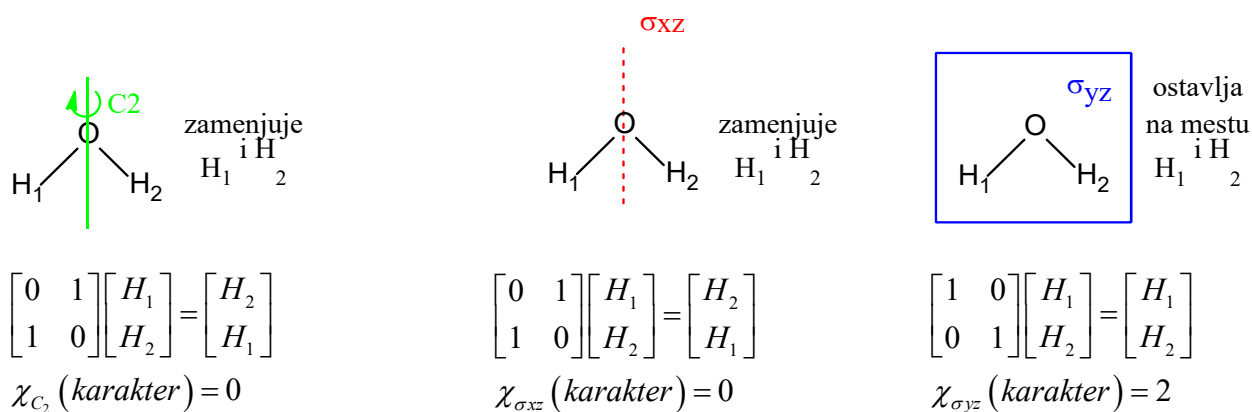 σxz
C2
O
H1 H2
zamenjuje
H1 i H2
O
H1 H2
zamenjuje
H1 i H2
σyz
O
H1 H2
ostavlja
na mestu
H1 i H2
[0 1; 1 0][H1; H2] = [H2; H1]
[0 1; 1 0][H1; H2] = [H2; H1]
[1 0; 0 1][H1; H2] = [H1; H2]
χC2 (karakter) = 0
χσxz (karakter) = 0
χσyz (karakter) = 2